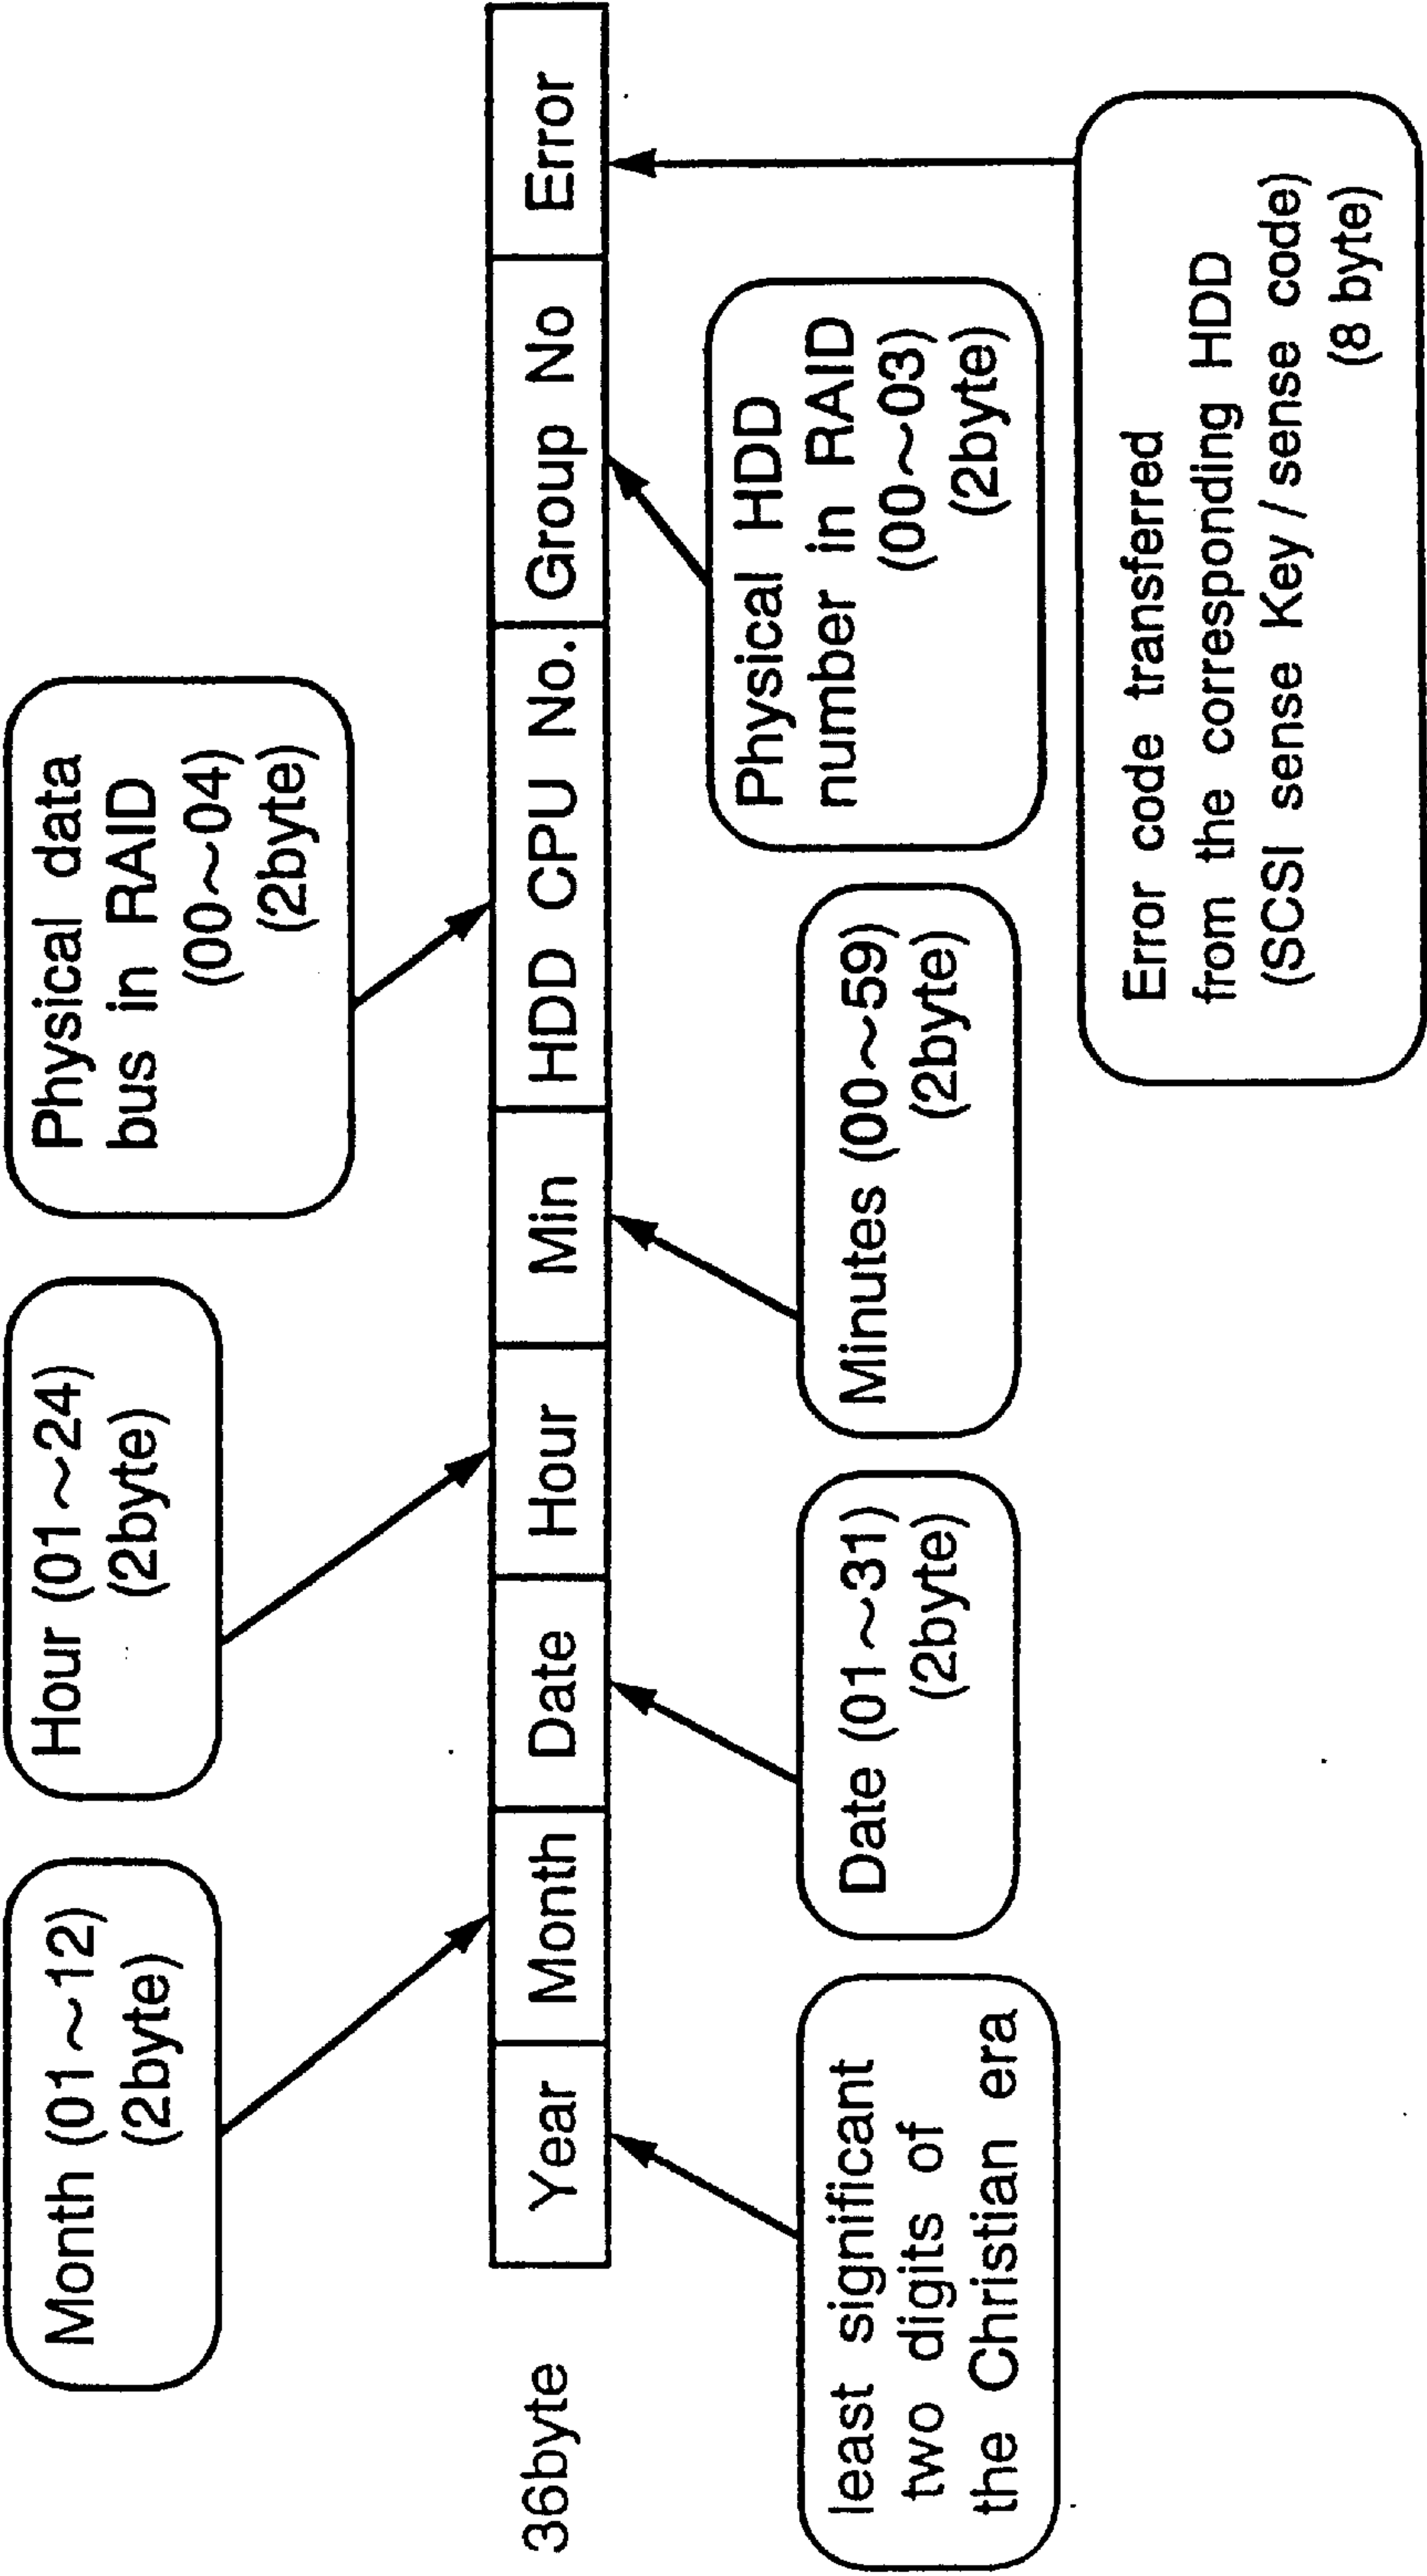 Month (01~12)
(2byte)
Hour (01~24)
(2byte)
Physical data
bus in RAID
(00~04)
(2byte)
36byte
Year
Month
Date
Hour
Min
HDD CPU No.
Group No
Error
least significant
two digits of
the Christian era
Date (01~31)
(2byte)
Minutes (00~59)
(2byte)
Physical HDD
number in RAID
(00~03)
(2byte)
Error code transferred
from the corresponding HDD
(SCSI sense Key / sense code)
(8 byte)